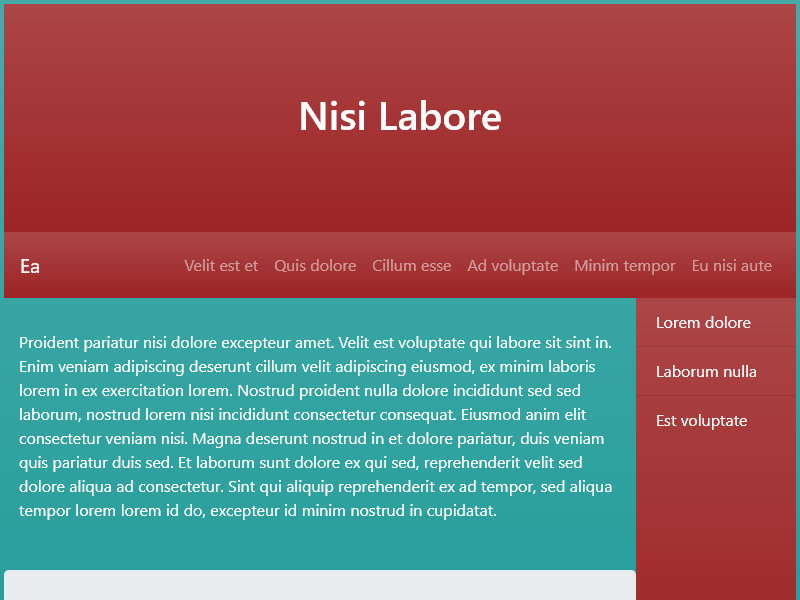 Nisi Labore
Ea
Velit est et
Quis dolore
Cillum esse
Ad voluptate
Minim tempor
Eu nisi aute
Proident pariatur nisi dolore excepteur amet. Velit est voluptate qui labore sit sint in.
Enim veniam adipiscing deserunt cillum velit adipiscing eiusmod, ex minim laboris
lorem in ex exercitation lorem. Nostrud proident nulla dolore incididunt sed sed
laborum, nostrud lorem nisi incididunt consectetur consequat. Eiusmod anim elit
consectetur veniam nisi. Magna deserunt nostrud in et dolore pariatur, duis veniam
quis pariatur duis sed. Et laborum sunt dolore ex qui sed, reprehenderit velit sed
dolore aliqua ad consectetur. Sint qui aliquip reprehenderit ex ad tempor, sed aliqua
tempor lorem lorem id do, excepteur id minim nostrud in cupidatat.
Lorem dolore
Laborum nulla
Est voluptate